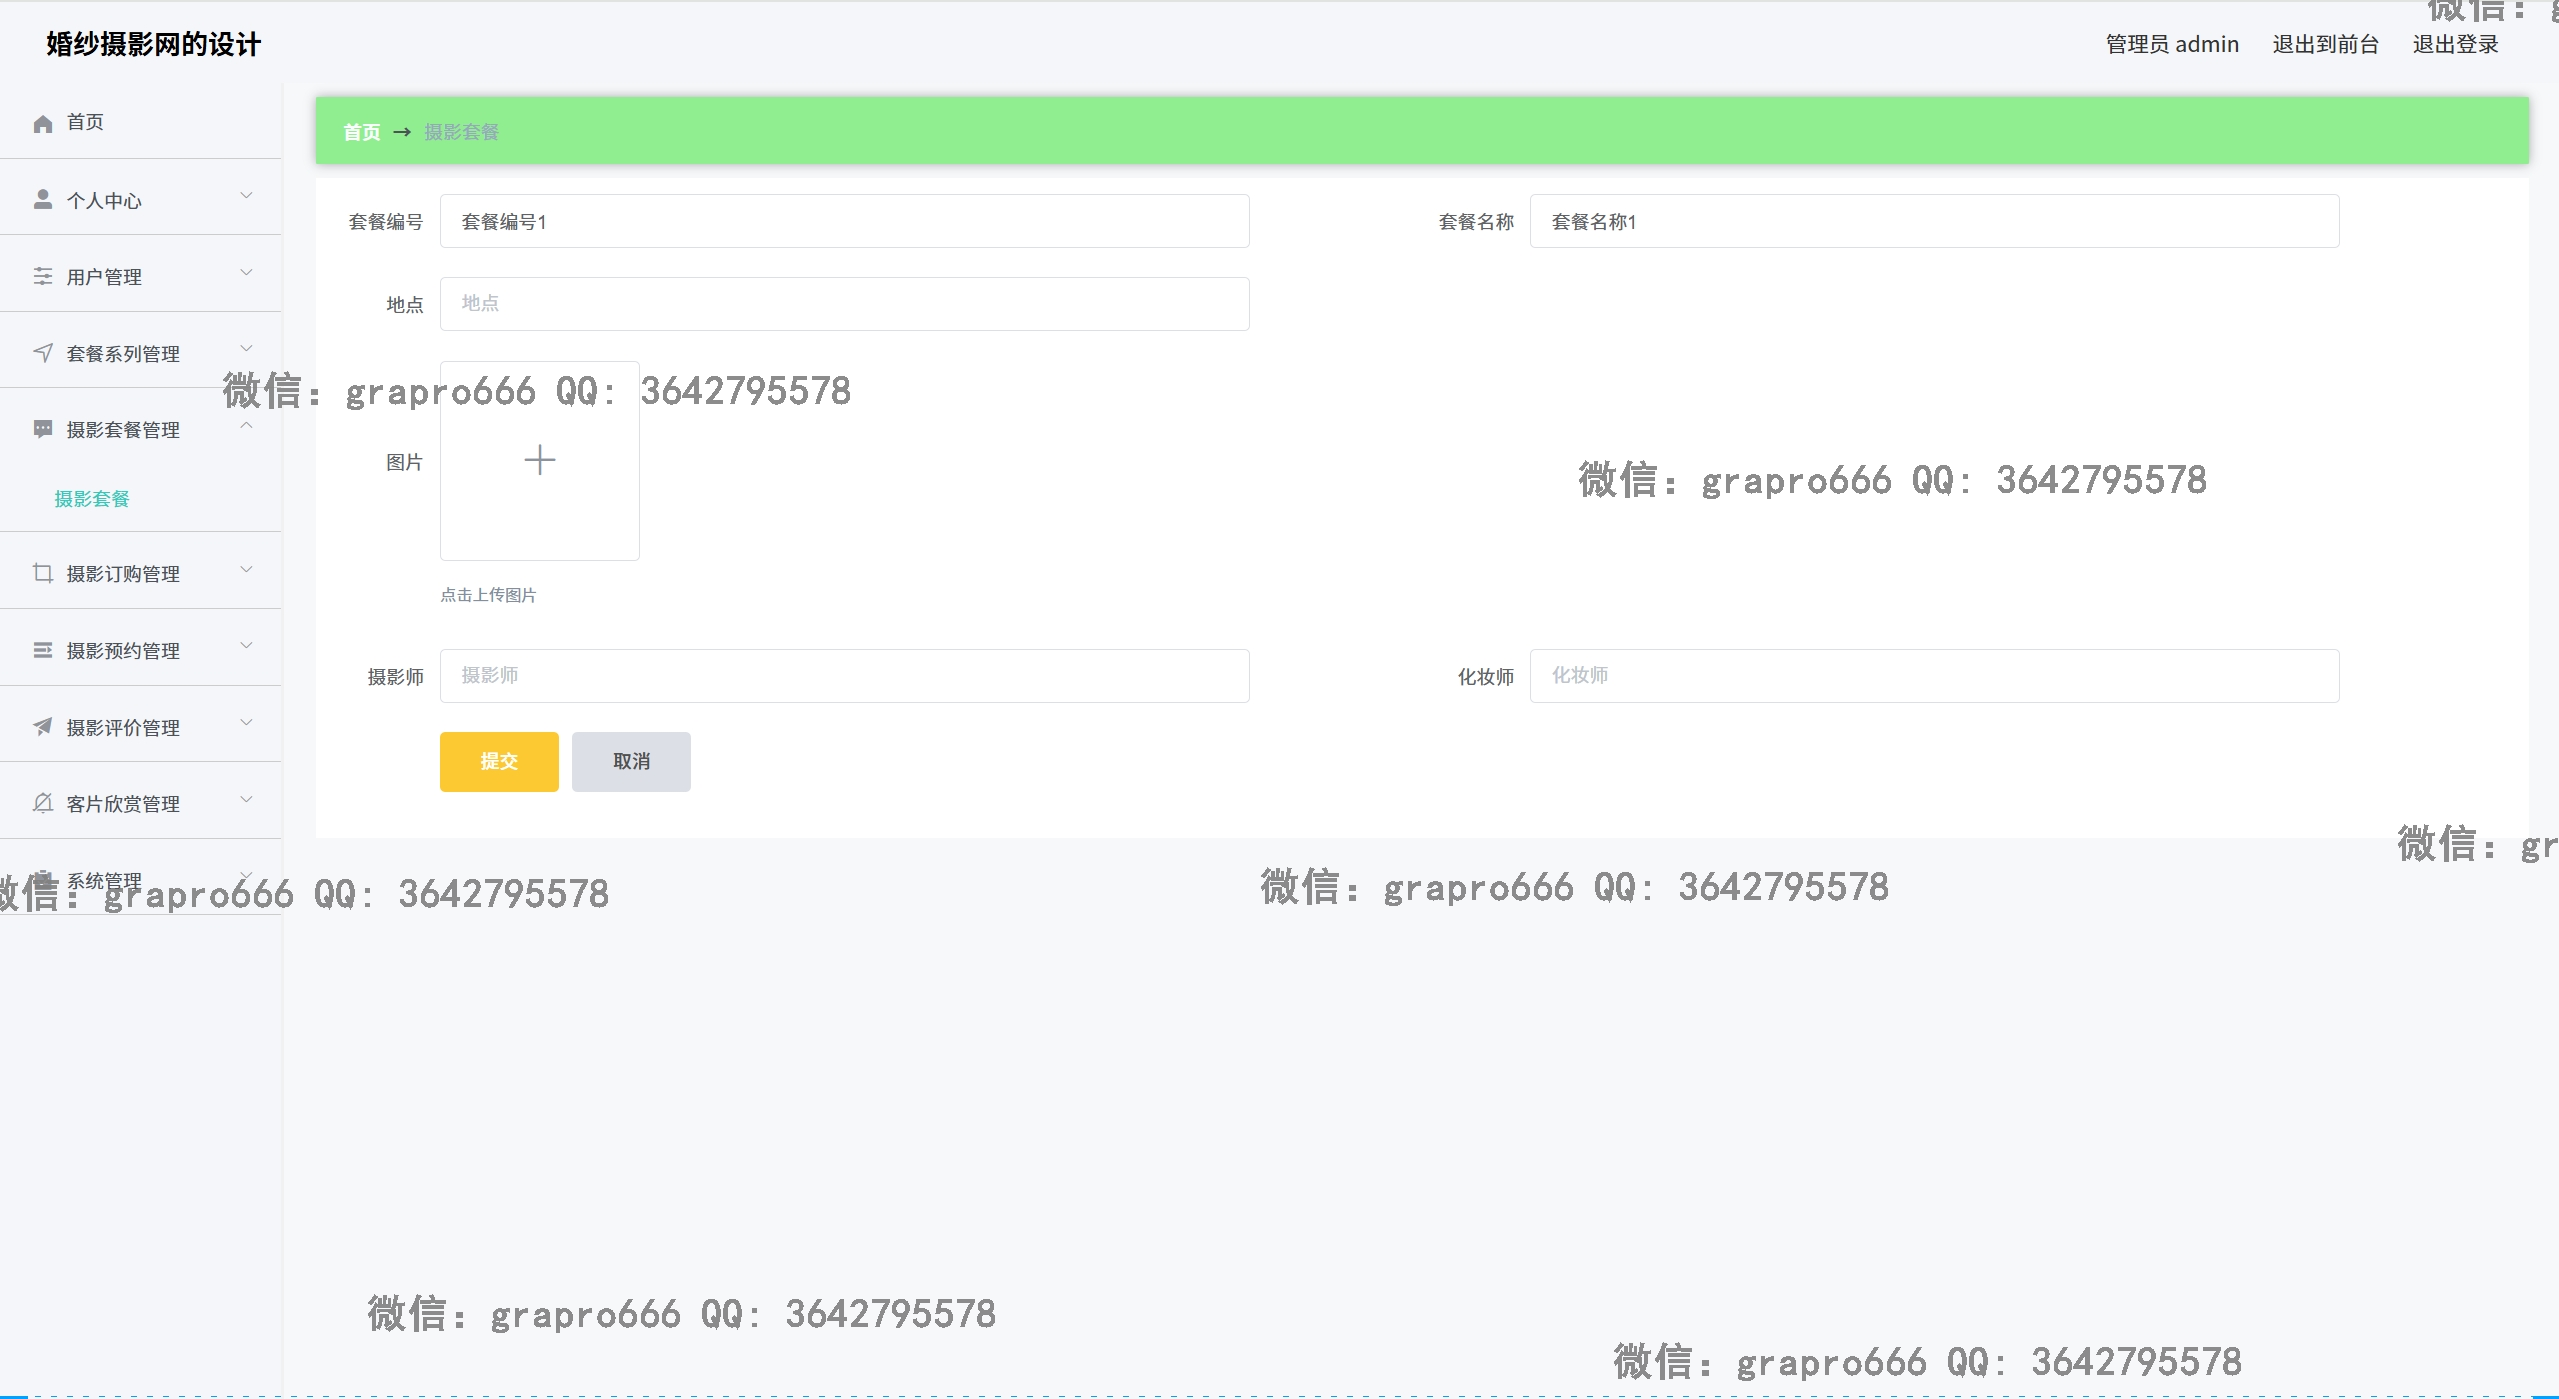 微信：
婚纱摄影网的设计
管理员 admin
退出到前台
退出登录
首页
个人中心
用户管理
套餐系列管理
摄影套餐管理
摄影套餐
摄影订购管理
摄影预约管理
摄影评价管理
客片欣赏管理
系统管理
首页 → 摄影套餐
套餐编号 套餐编号1
套餐名称 套餐名称1
地点 地点
微信：grapro666 QQ: 3642795578
图片
微信：grapro666 QQ: 3642795578
点击上传图片
摄影师 摄影师
化妆师 化妆师
提交
取消
微信：gr
微信：grapro666 QQ: 3642795578
微信：grapro666 QQ: 3642795578
微信：grapro666 QQ: 3642795578
微信：grapro666 QQ: 3642795578